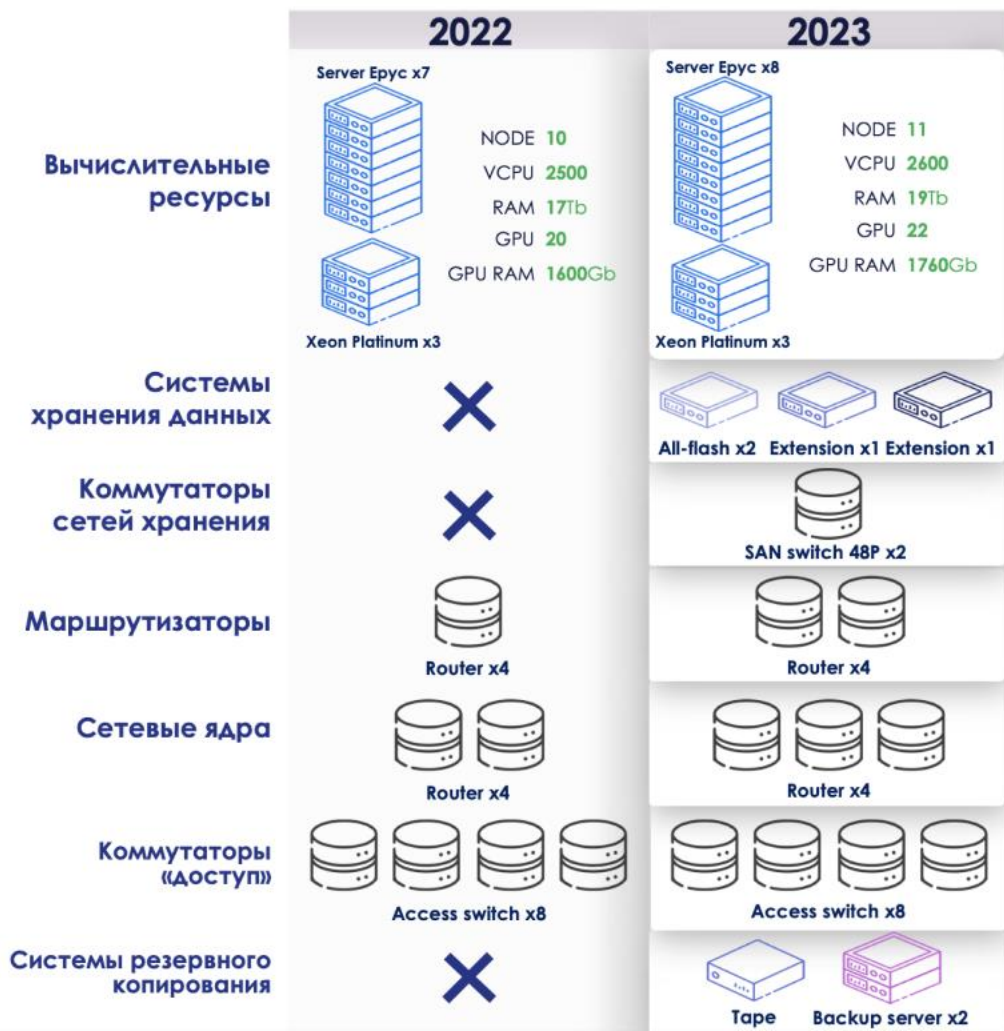 2022
2023
Вычислительные
ресурсы
Server Epyc x7
NODE 10
VCPU 2500
RAM 17Tb
GPU 20
GPU RAM 1600Gb
Xeon Platinum x3
Server Epyc x8
NODE 11
VCPU 2600
RAM 19Tb
GPU 22
GPU RAM 1760Gb
Xeon Platinum x3
Системы
хранения данных
All-flash x2 Extension x1 Extension x1
Коммутаторы
сетей хранения
SAN switch 48P x2
Маршрутизаторы
Router x4
Router x4
Сетевые ядра
Router x4
Router x4
Коммутаторы
«доступ»
Access switch x8
Access switch x8
Системы резервного
копирования
Tape
Backup server x2